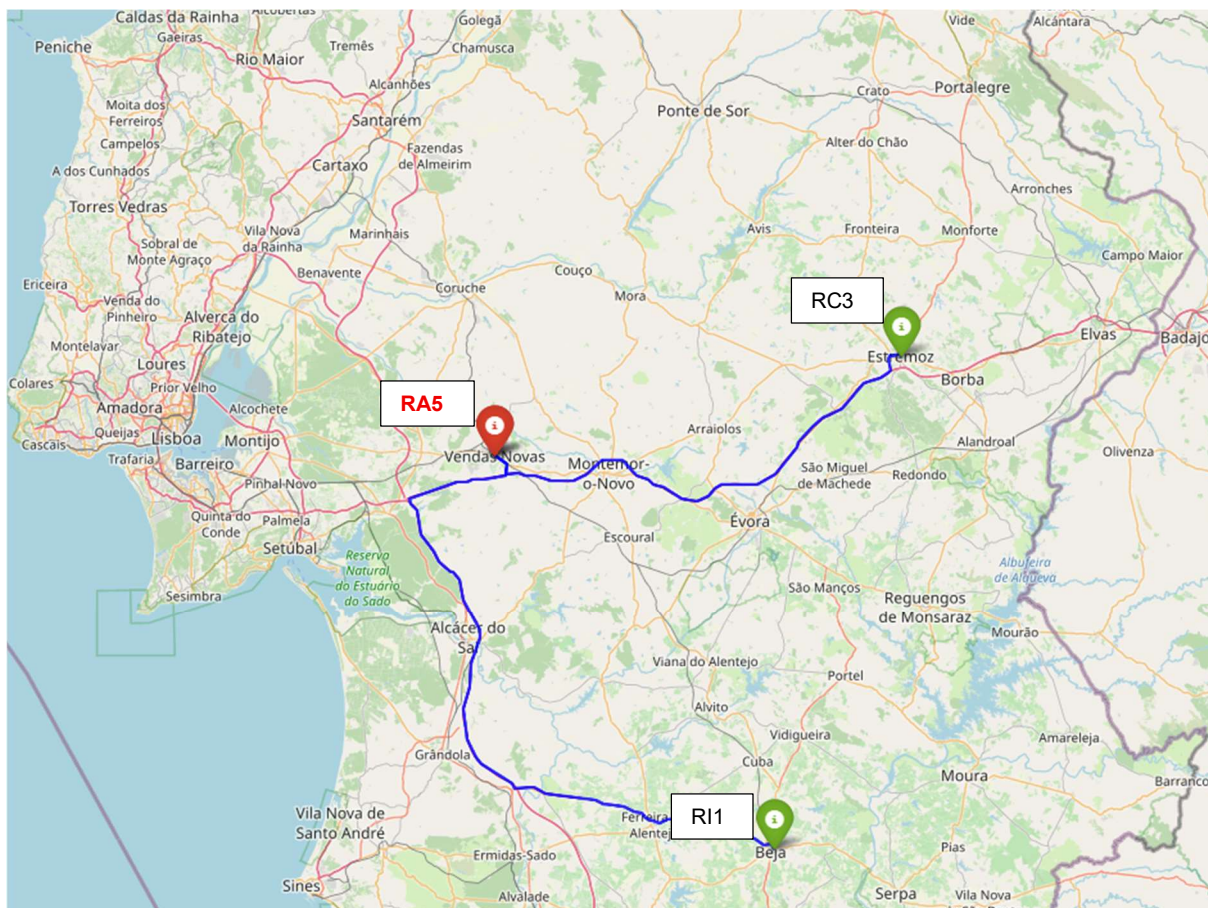 Caldas da Rainha
Alcobertas
Golegã
Vide
Alcántara
Gaeiras
Peniche
Tremês
Chamusca
Rio Maior
Alcanhões
Crato
Portalegre
Moita dos
Ferreiros
Ponte de Sor
Santarém
Campelos
Fazendas
de Almeirim
Alter do Chão
Cartaxo
A dos Cunhados
Arronches
Torres Vedras
Vila Nova
da Rainha
Marinhais
Avis
Fronteira
Monforte
Sobral de
Monte Agraço
Campo Maior
Benavente
Couço
Ericeira
Coruche
Mora
Venda do
Pinheiro
RC3
Alverca do
Ribatejo
Elvas
Badajo
Montelavar
Estremoz
Loures
Colares
Prior Velho
Borba
Amadora
Alcochete
RA5
Queijas
Lisboa
Montijo
Arraiolos
Cascais
Alandroal
Trafaria
Vendas Novas
Olivenza
Barreiro
Montemor-
o-Novo
São Miguel
de Machede
Redondo
Pinhal Novo
Quinta do
Conde
Palmela
Évora
Setúbal
Escoural
Reserva
Natural
do Estuário
do Sado
Albufeira
de Alqueva
São Manços
Sesimbra
Reguengos
de Monsaraz
Alcácer do
Sal
Mourão
Viana do Alentejo
Portel
Alvito
Vidigueira
Amareleja
Grândola
Cuba
Moura
Barranco
Vila Nova de
Santo André
Ferreira
Alentejo
RI1
Beja
Pias
Ermidas-Sado
Sines
Alvalade
Serpa
Vila Nova